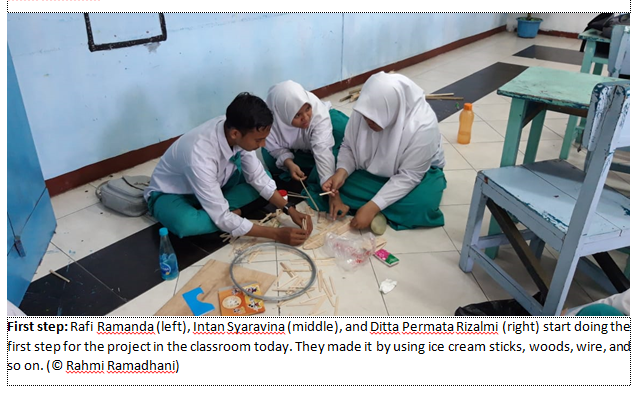 First step: Rafi Ramanda (left), Intan Syaravina (middle), and Ditta Permata Rizalmi (right) start doing the
first step for the project in the classroom today. They made it by using ice cream sticks, woods, wire, and
so on. (© Rahmi Ramadhani)